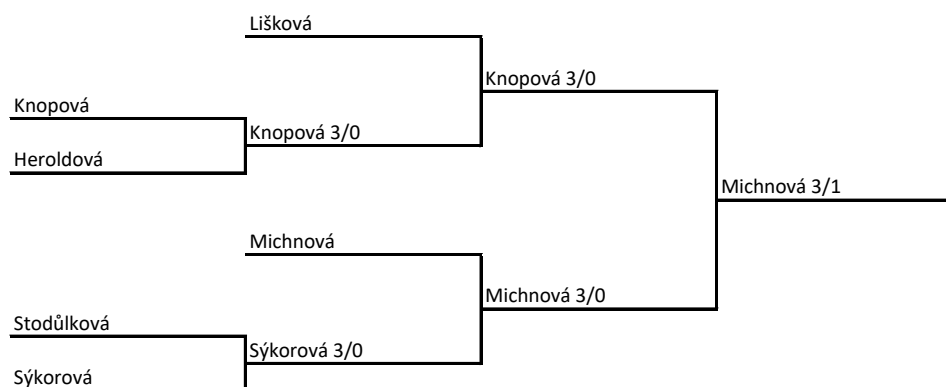 Lišková
Knopová 3/0
Knopová
Knopová 3/0
Heroldová
Michnová 3/1
Michnová
Michnová 3/0
Stodůlková
Sýkorová 3/0
Sýkorová